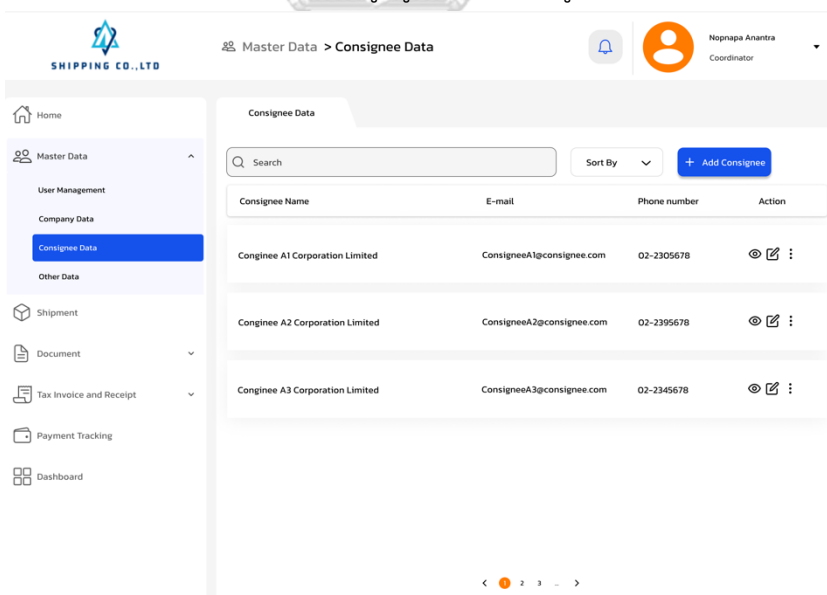 SHIPPING CO.,LTD
Master Data > Consignee Data
Nopnapa Anantra
Coordinator
Home
Master Data
User Management
Company Data
Consignee Data
Other Data
Shipment
Document
Tax Invoice and Receipt
Payment Tracking
Dashboard
Consignee Data
Search
Sort By
+ Add Consignee
Consignee Name E-mail Phone number Action
Conginee A1 Corporation Limited ConsigneeA1@consignee.com 02-2305678
Conginee A2 Corporation Limited ConsigneeA2@consignee.com 02-2395678
Conginee A3 Corporation Limited ConsigneeA3@consignee.com 02-2345678
< 1 2 3 ... >